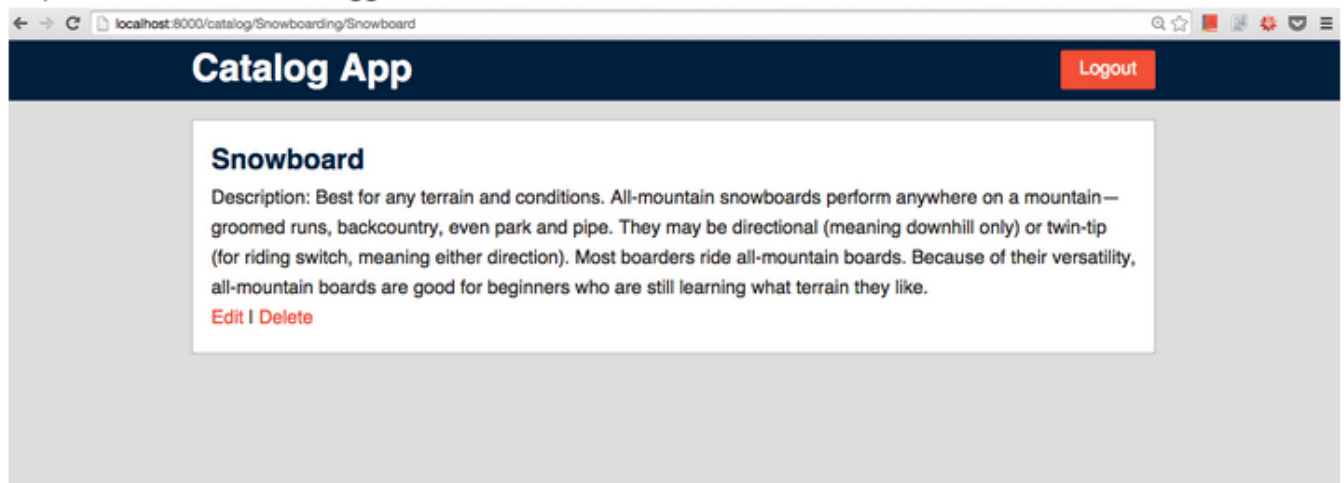 localhost:8000/catalog/Snowboarding/Snowboard
Catalog App
Logout
Snowboard
Description: Best for any terrain and conditions. All-mountain snowboards perform anywhere on a mountain—
groomed runs, backcountry, even park and pipe. They may be directional (meaning downhill only) or twin-tip
(for riding switch, meaning either direction). Most boarders ride all-mountain boards. Because of their versatility,
all-mountain boards are good for beginners who are still learning what terrain they like.
Edit | Delete